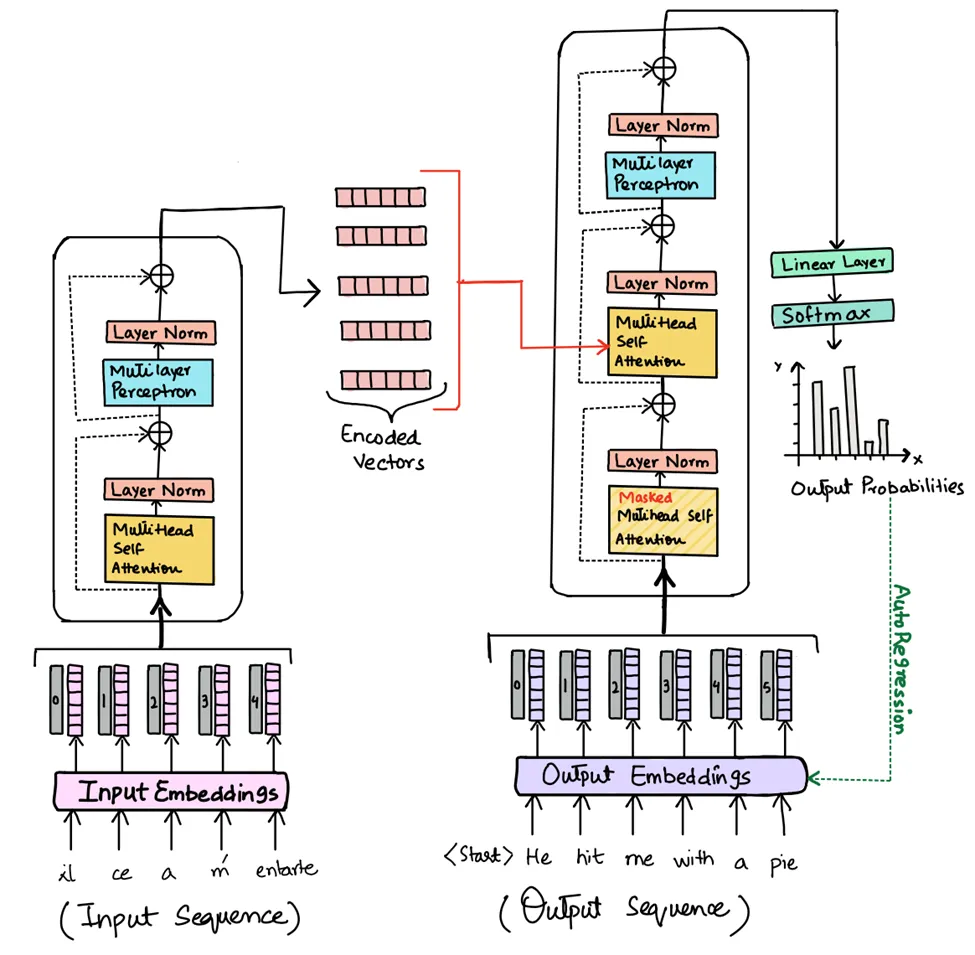 Layer Norm
Multilayer
Perceptron
Layer Norm
MultiHead
Self
Attention
0
1
2
3
4
Input Embeddings
il ce a m' entarte
(Input Sequence)
Encoded
Vectors
Layer Norm
Multilayer
Perceptron
Layer Norm
MultiHead
Self
Attention
Layer Norm
Masked
Multihead Self
Attention
0
1
2
3
4
5
Output Embeddings
<Start> He hit me with a pie
(Output Sequence)
Linear Layer
Softmax
Y
X
Output Probabilities
AutoRegression